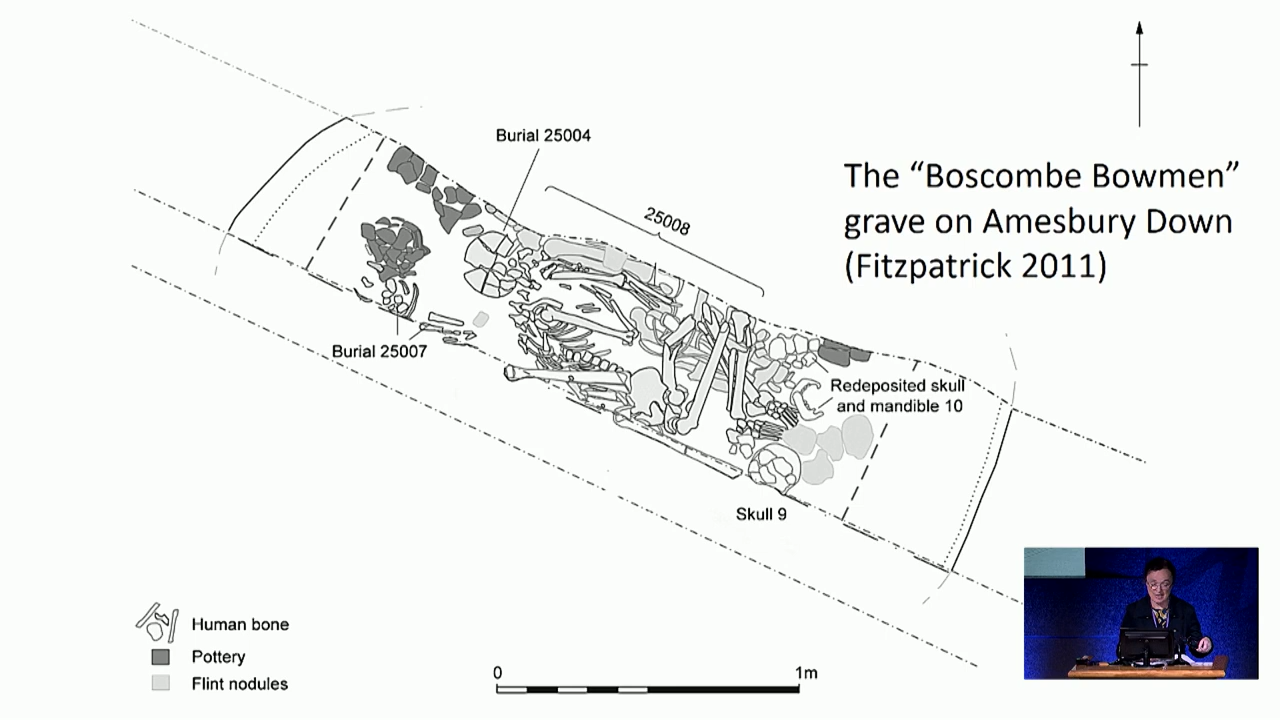 Burial 25004
25008
The “Boscombe Bowmen”
grave on Amesbury Down
(Fitzpatrick 2011)
Burial 25007
Redeposited skull
and mandible 10
Skull 9
Human bone
Pottery
Flint nodules
0
1m